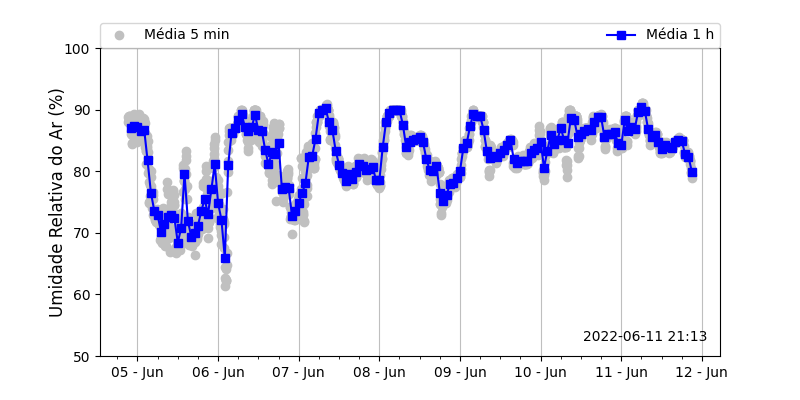 Média 5 min
Média 1 h
Umidade Relativa do Ar (%)
100
90
80
70
60
50
2022-06-11 21:13
05 - Jun
06 - Jun
07 - Jun
08 - Jun
09 - Jun
10 - Jun
11 - Jun
12 - Jun